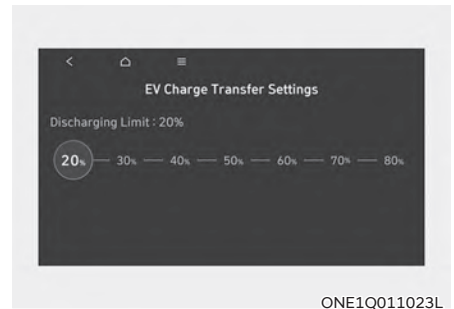 EV Charge Transfer Settings
Discharging Limit : 20%
20% 30% 40% 50% 60% 70% 80%
ONE1Q011023L